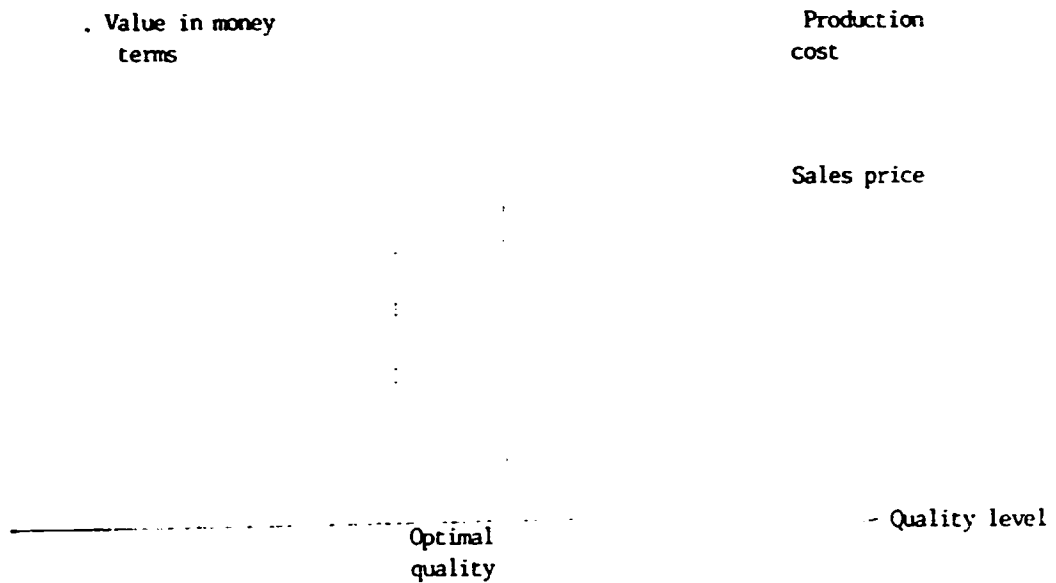 Value in money
terms
Production
cost
Sales price
Quality level
Optimal
quality